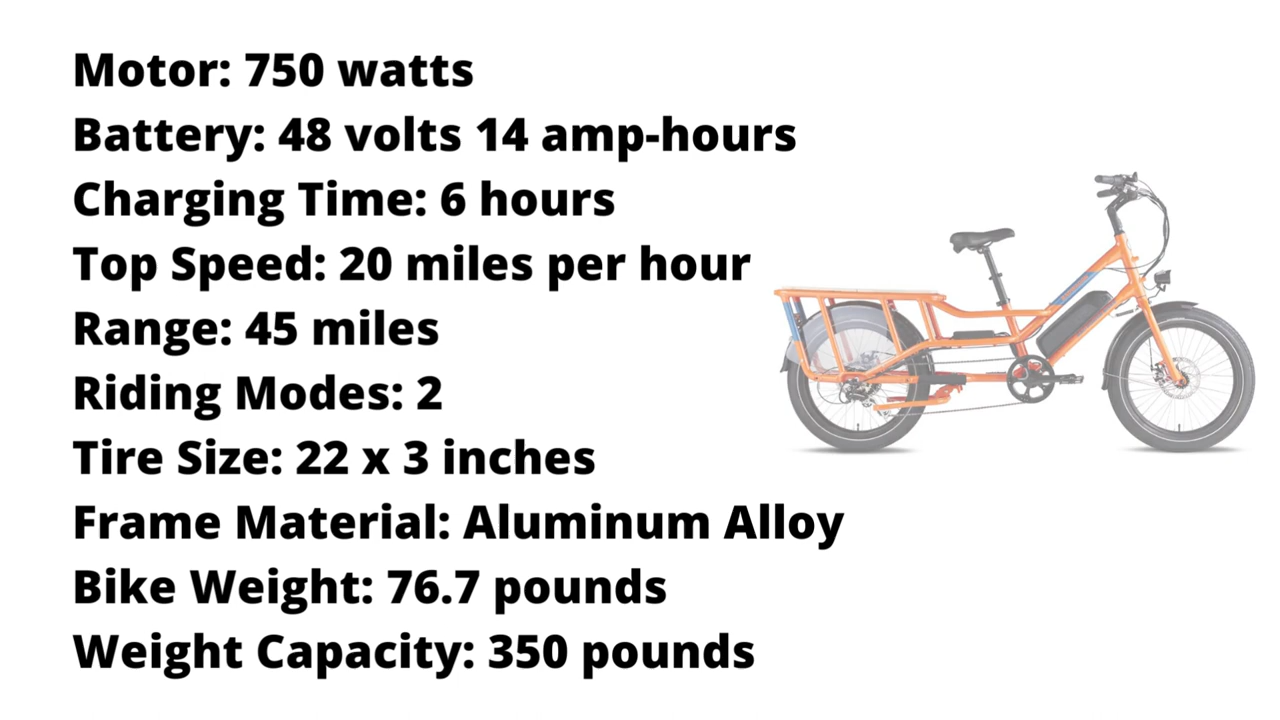 Motor: 750 watts
Battery: 48 volts 14 amp-hours
Charging Time: 6 hours
Top Speed: 20 miles per hour
Range: 45 miles
Riding Modes: 2
Tire Size: 22 x 3 inches
Frame Material: Aluminum Alloy
Bike Weight: 76.7 pounds
Weight Capacity: 350 pounds